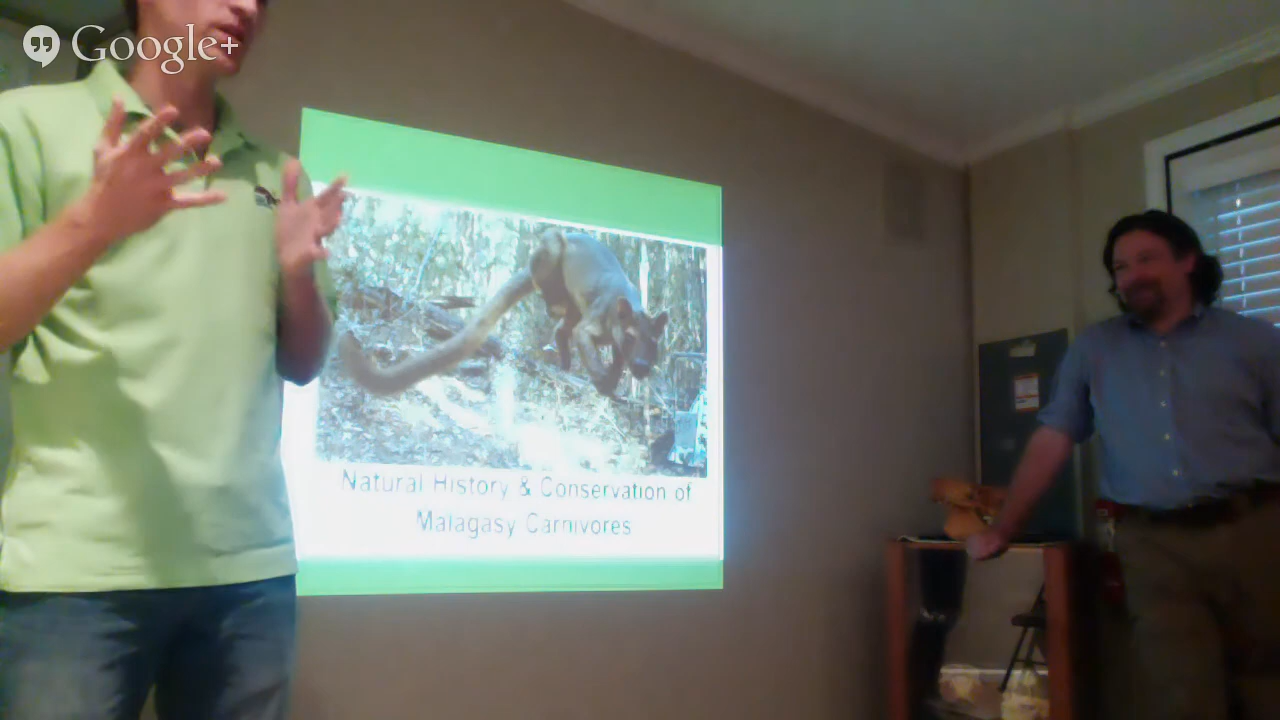 Google+
Natural History & Conservation of
Malagasy Carnivores